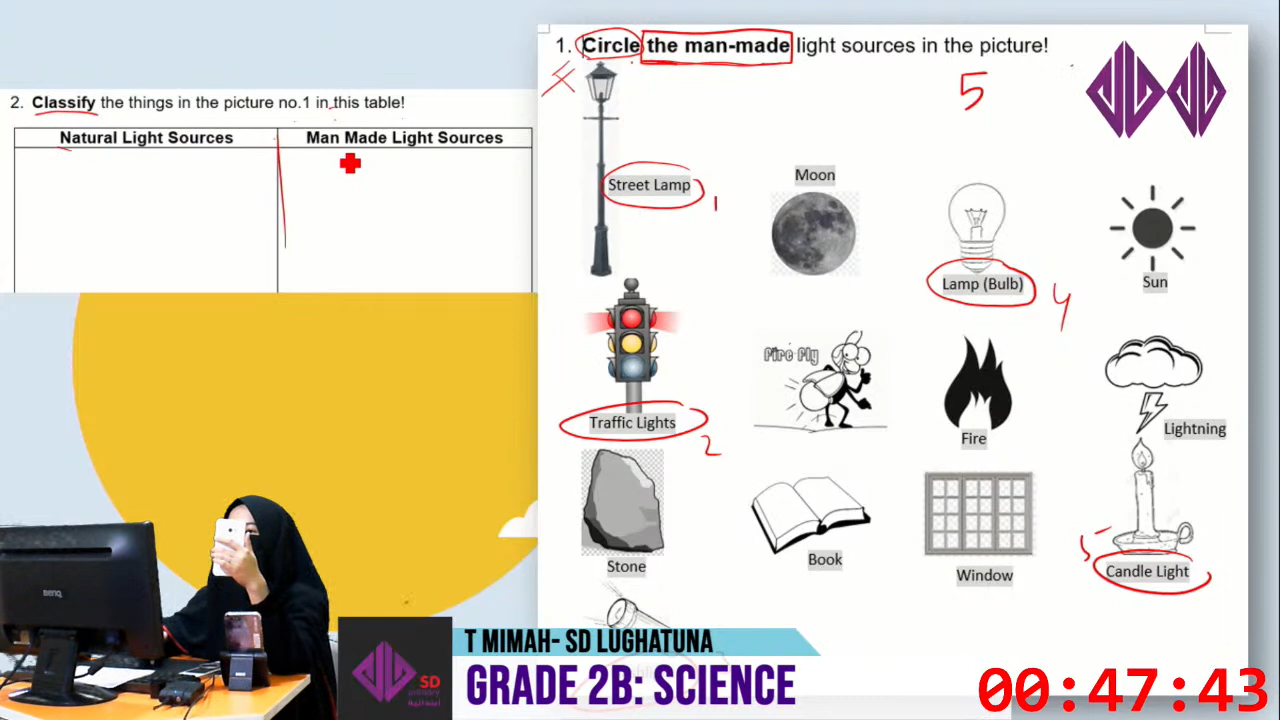 1. Circle the man-made light sources in the picture!
5
2. Classify the things in the picture no.1 in this table!
Natural Light Sources
Man Made Light Sources
Street Lamp
1
Moon
Lamp (Bulb)
4
Sun
Traffic Lights
2
Fire fly
Fire
Lightning
Stone
Book
Window
5
Candle Light
BenQ
SD
T MIMAH- SD LUGHATUNA
GRADE 2B: SCIENCE
00:47:43